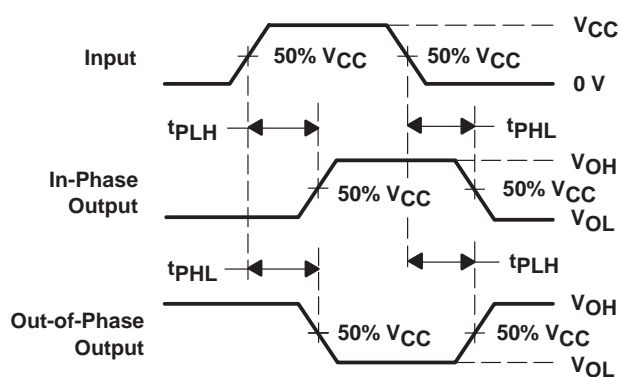 VCC
Input
50% VCC
50% VCC
0 V
tPLH
tPHL
In-Phase
Output
50% VCC
50% VCC
VOH
VOL
tPHL
tPLH
Out-of-Phase
Output
50% VCC
50% VCC
VOH
VOL